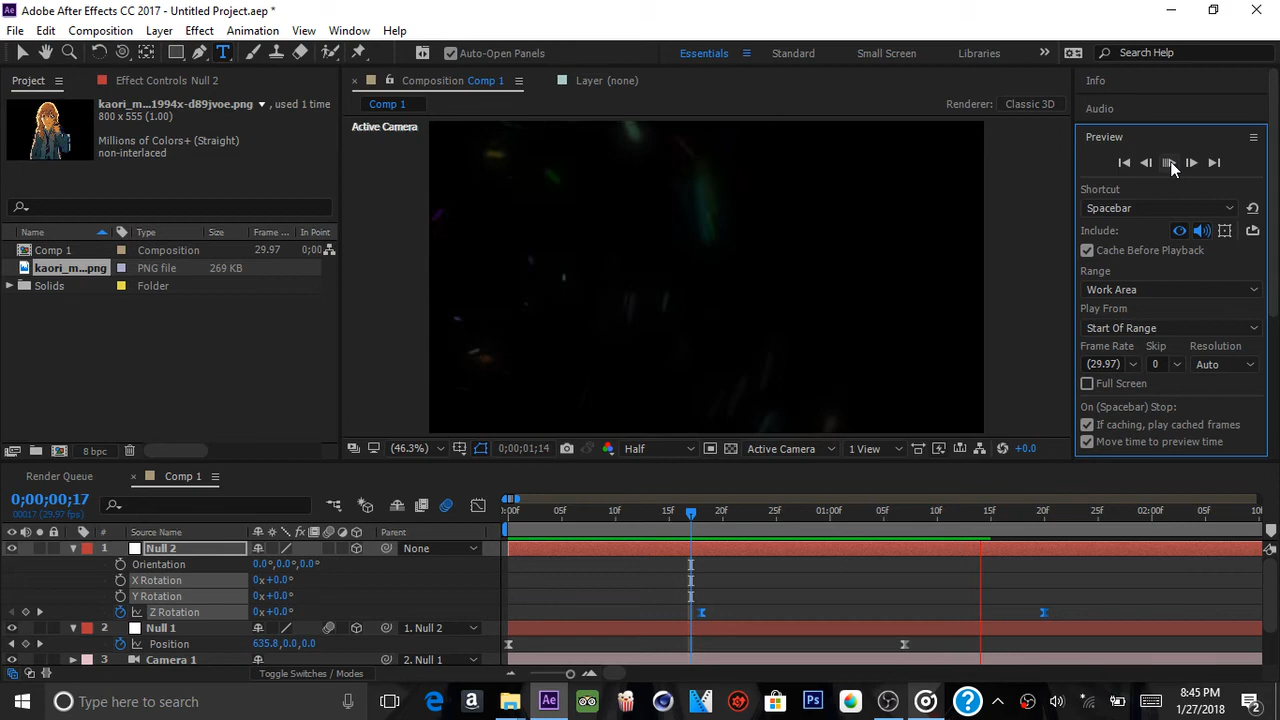 Ae Adobe After Effects CC 2017 - Untitled Project.aep *
File Edit Composition Layer Effect Animation View Window Help
T Auto-Open Panels Essentials Standard Small Screen Libraries Search Help
Project Effect Controls Null 2 Composition Comp 1 Layer (none) Info
kaori_m...1994x-d89jvoe.png , used 1 time
800 x 555 (1.00)
Millions of Colors+ (Straight)
non-interlaced
Comp 1 Renderer: Classic 3D
Active Camera
Audio
Preview
Shortcut
Spacebar
Include:
Cache Before Playback
Range
Work Area
Play From
Start Of Range
Frame Rate Skip Resolution
(29.97) 0 Auto
Full Screen
On (Spacebar) Stop:
If caching, play cached frames
Move time to preview time
Name Type Size Frame ... In Point
Comp 1 Composition 29.97 0;00
kaori_m...png PNG file 269 KB
Solids Folder
8 bpc
(46.3%) 0;00;01;14 Half Active Camera 1 View +0.0
Render Queue Comp 1
0;00;00;17
00017 (29.97 fps)
:00f 05f 10f 15f 20f 25f 01:00f 05f 10f 15f 20f 25f 02:00f 05f 10f
# Source Name Parent
1 Null 2 None
Orientation 0.0°,0.0°,0.0°
X Rotation 0x+0.0°
Y Rotation 0x+0.0°
Z Rotation 0x+0.0°
2 Null 1 1. Null 2
Position 635.8,0.0,0.0
3 Camera 1 2. Null 1
Toggle Switches / Modes
Type here to search
Ae
Ps
8:45 PM
1/27/2018
2